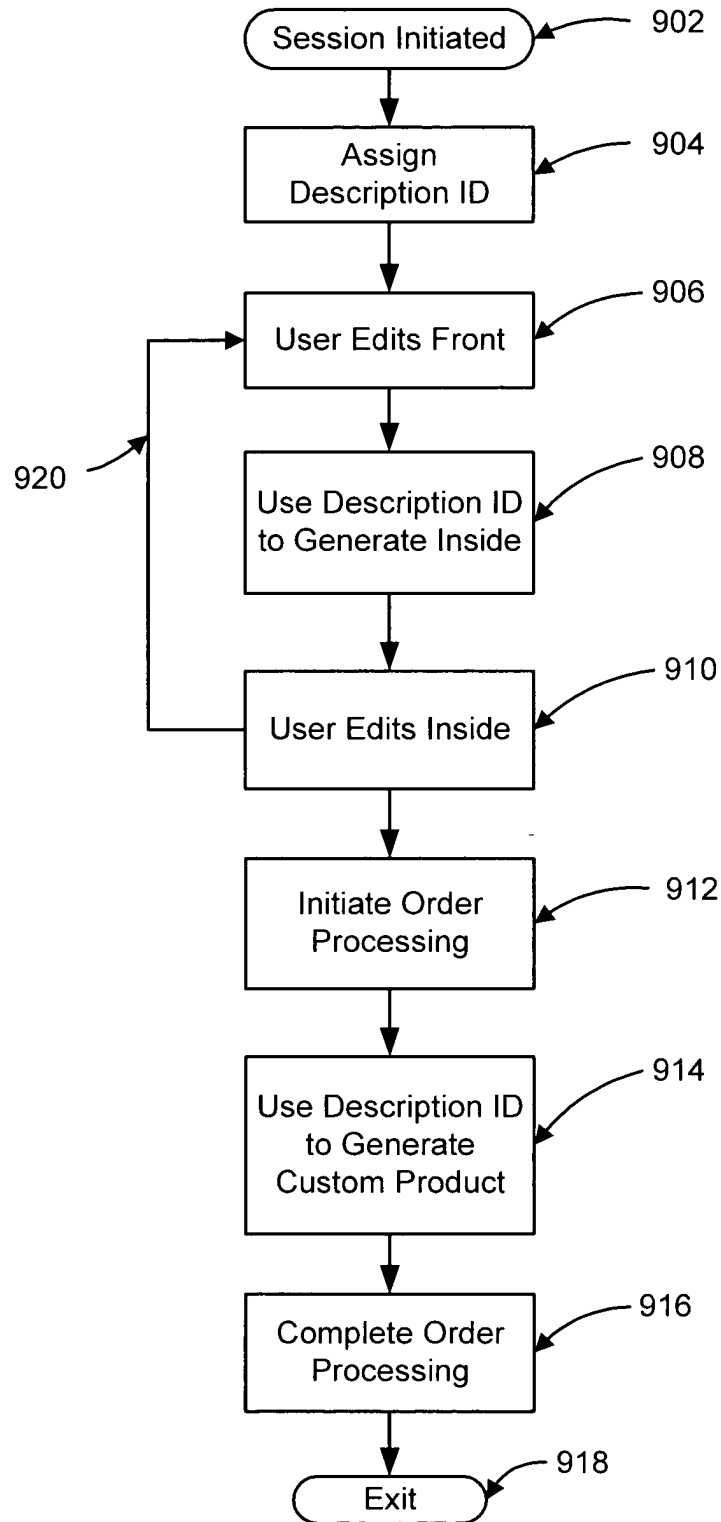 Session Initiated
902
Assign
Description ID
904
User Edits Front
906
920
Use Description ID
to Generate Inside
908
User Edits Inside
910
Initiate Order
Processing
912
Use Description ID
to Generate
Custom Product
914
Complete Order
Processing
916
Exit
918